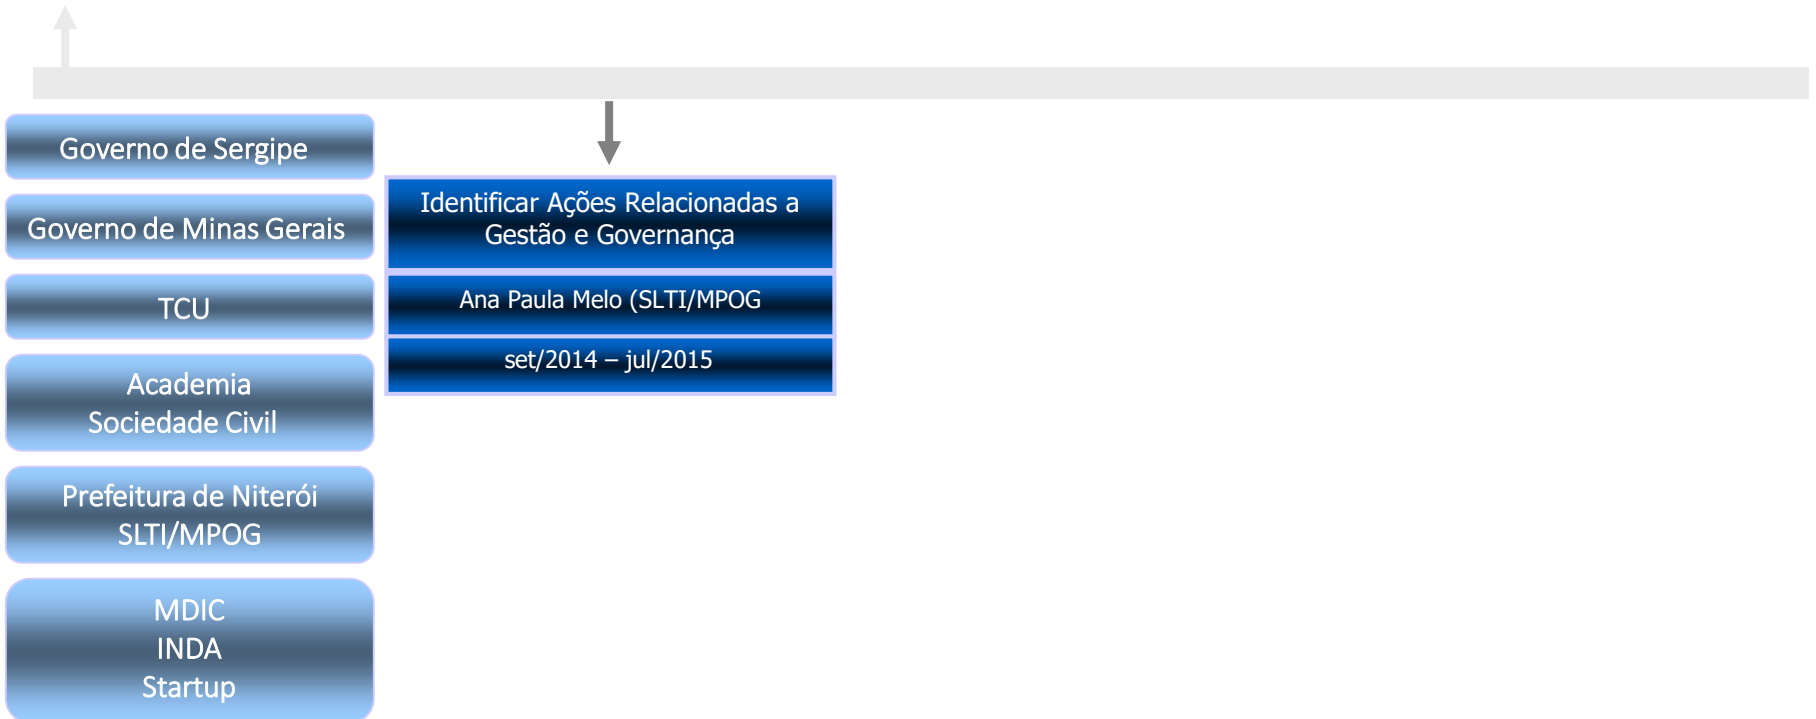 Governo de Sergipe
Governo de Minas Gerais
TCU
Academia
Sociedade Civil
Prefeitura de Niterói
SLTI/MPOG
MDIC
INDA
Startup
Identificar Ações Relacionadas a
Gestão e Governança
Ana Paula Melo (SLTI/MPOG
set/2014 – jul/2015